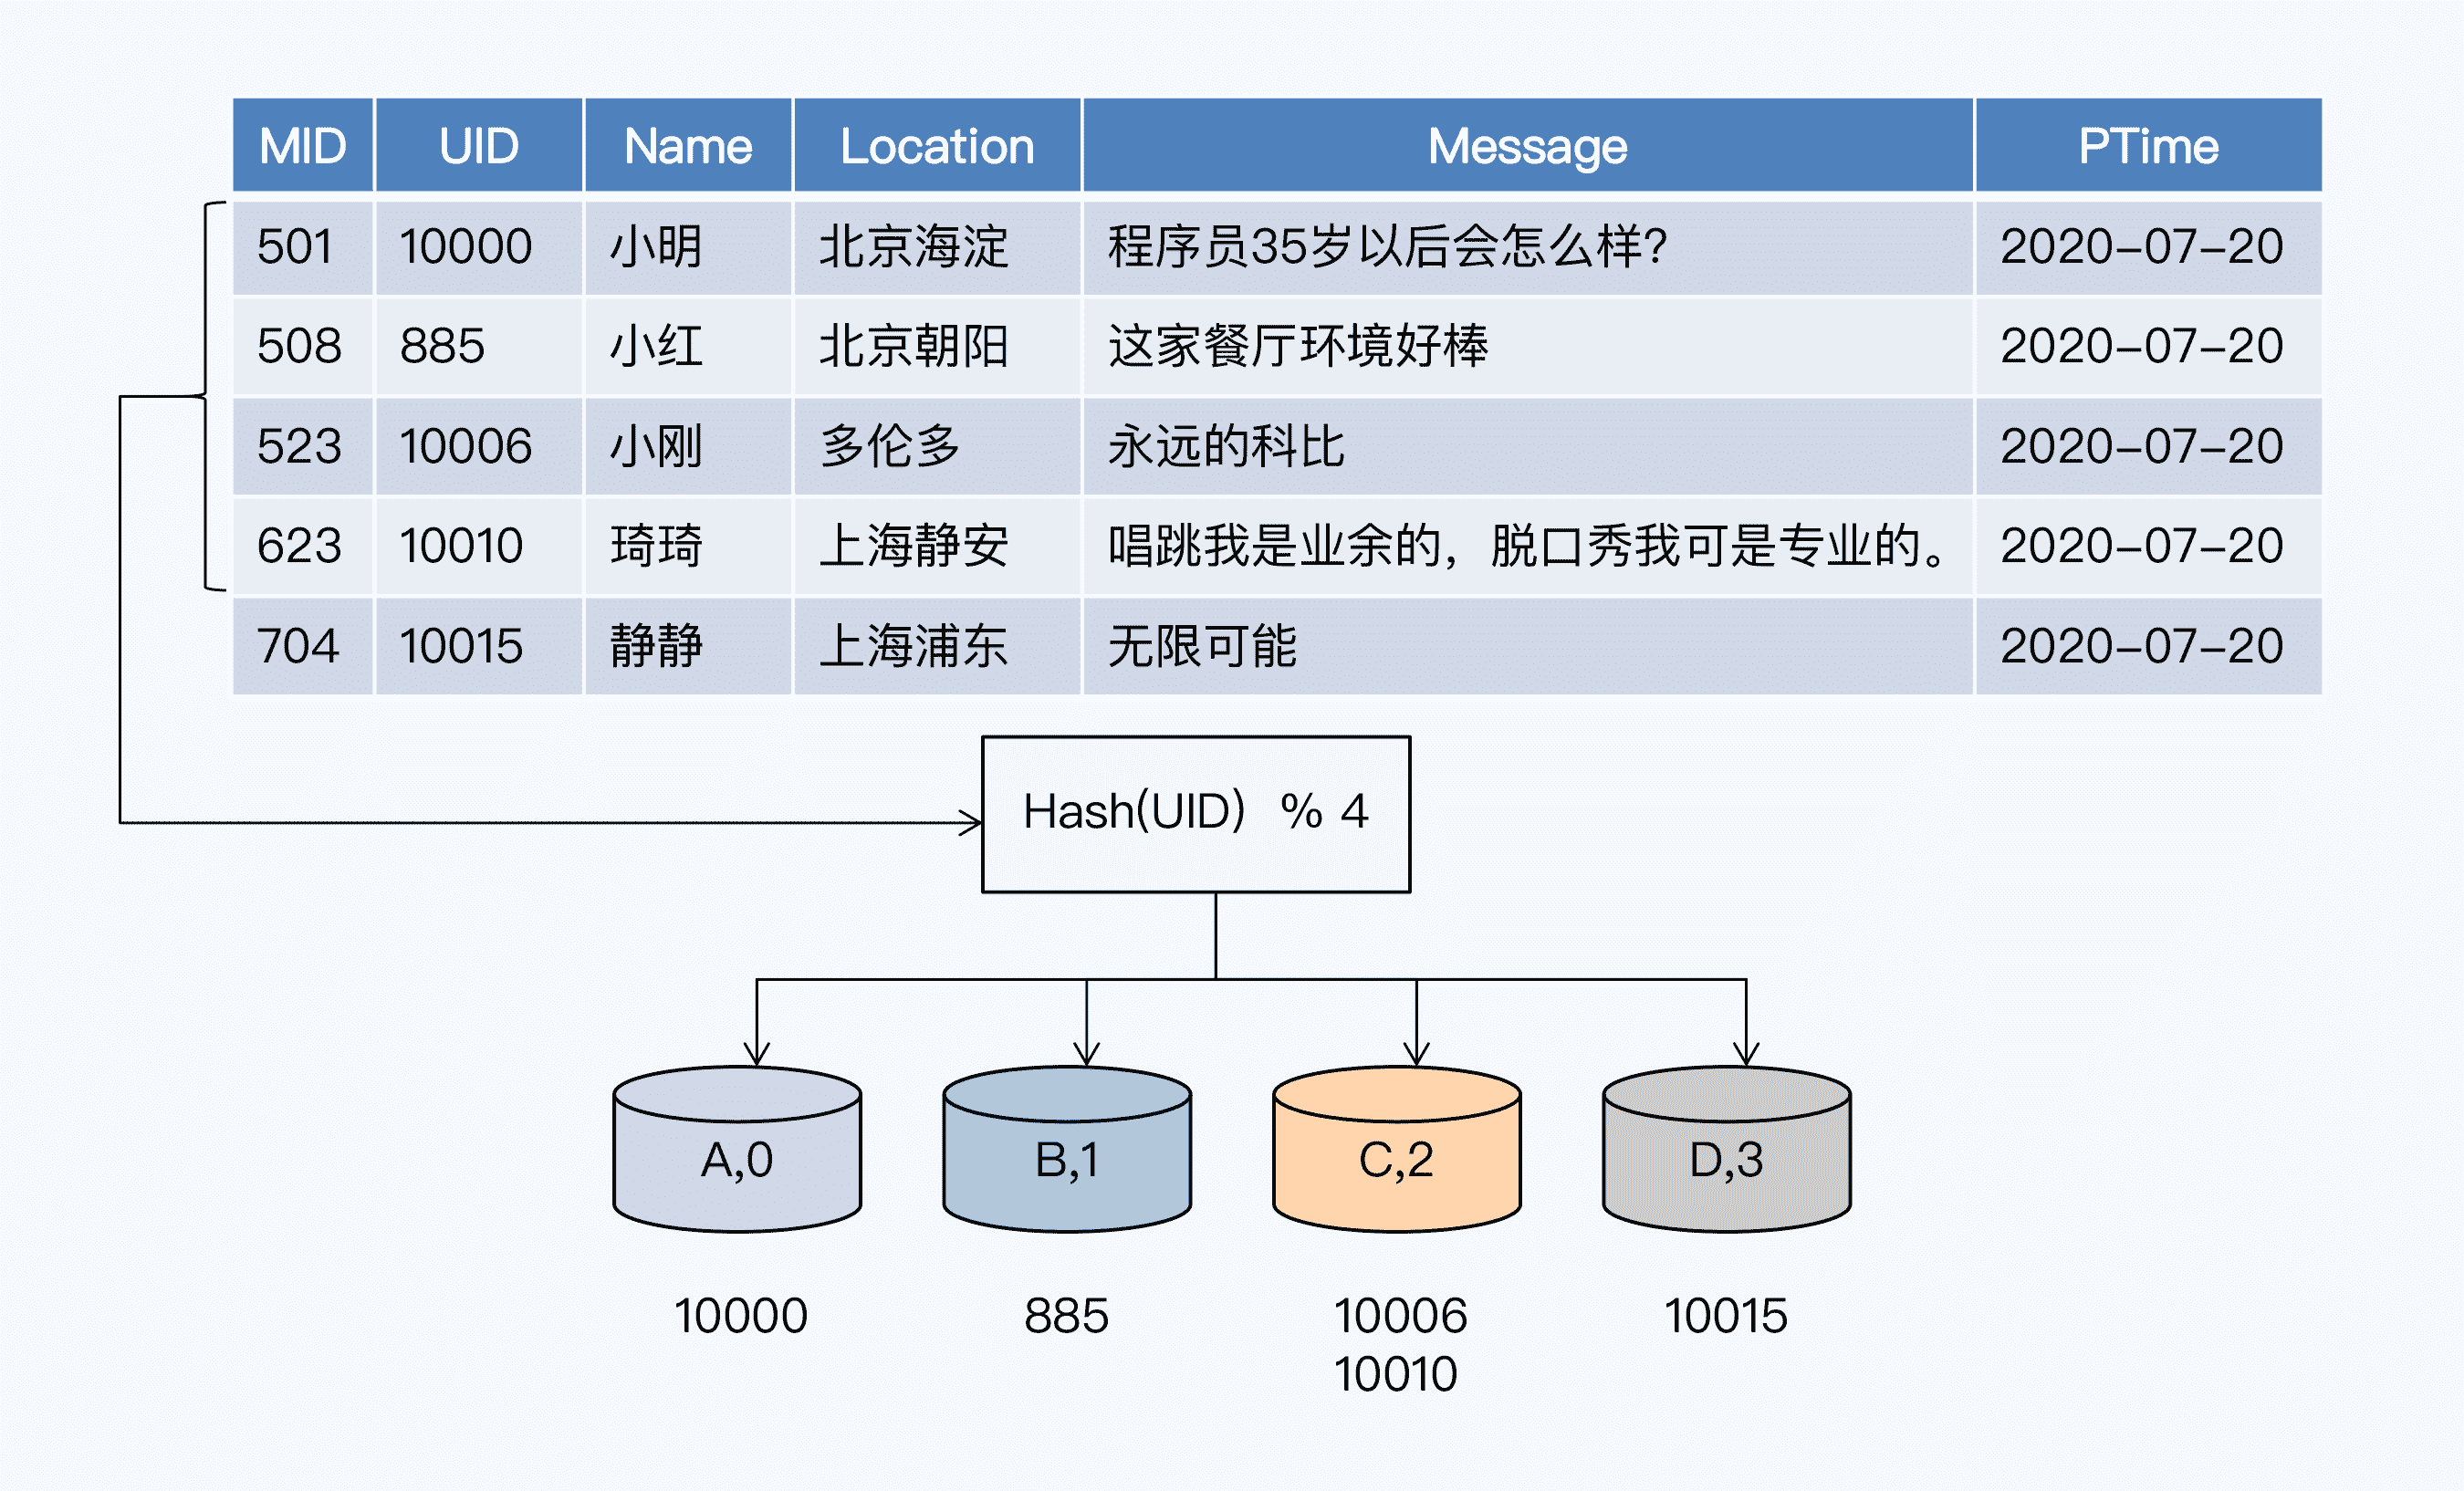 MID UID Name Location Message PTime
501 10000 小明 北京海淀 程序员35岁以后会怎么样？ 2020-07-20
508 885 小红 北京朝阳 这家餐厅环境好棒 2020-07-20
523 10006 小刚 多伦多 永远的科比 2020-07-20
623 10010 琦琦 上海静安 唱跳我是业余的，脱口秀我可是专业的。 2020-07-20
704 10015 静静 上海浦东 无限可能 2020-07-20
Hash(UID) % 4
A,0 B,1 C,2 D,3
10000 885 10006 10015
10010